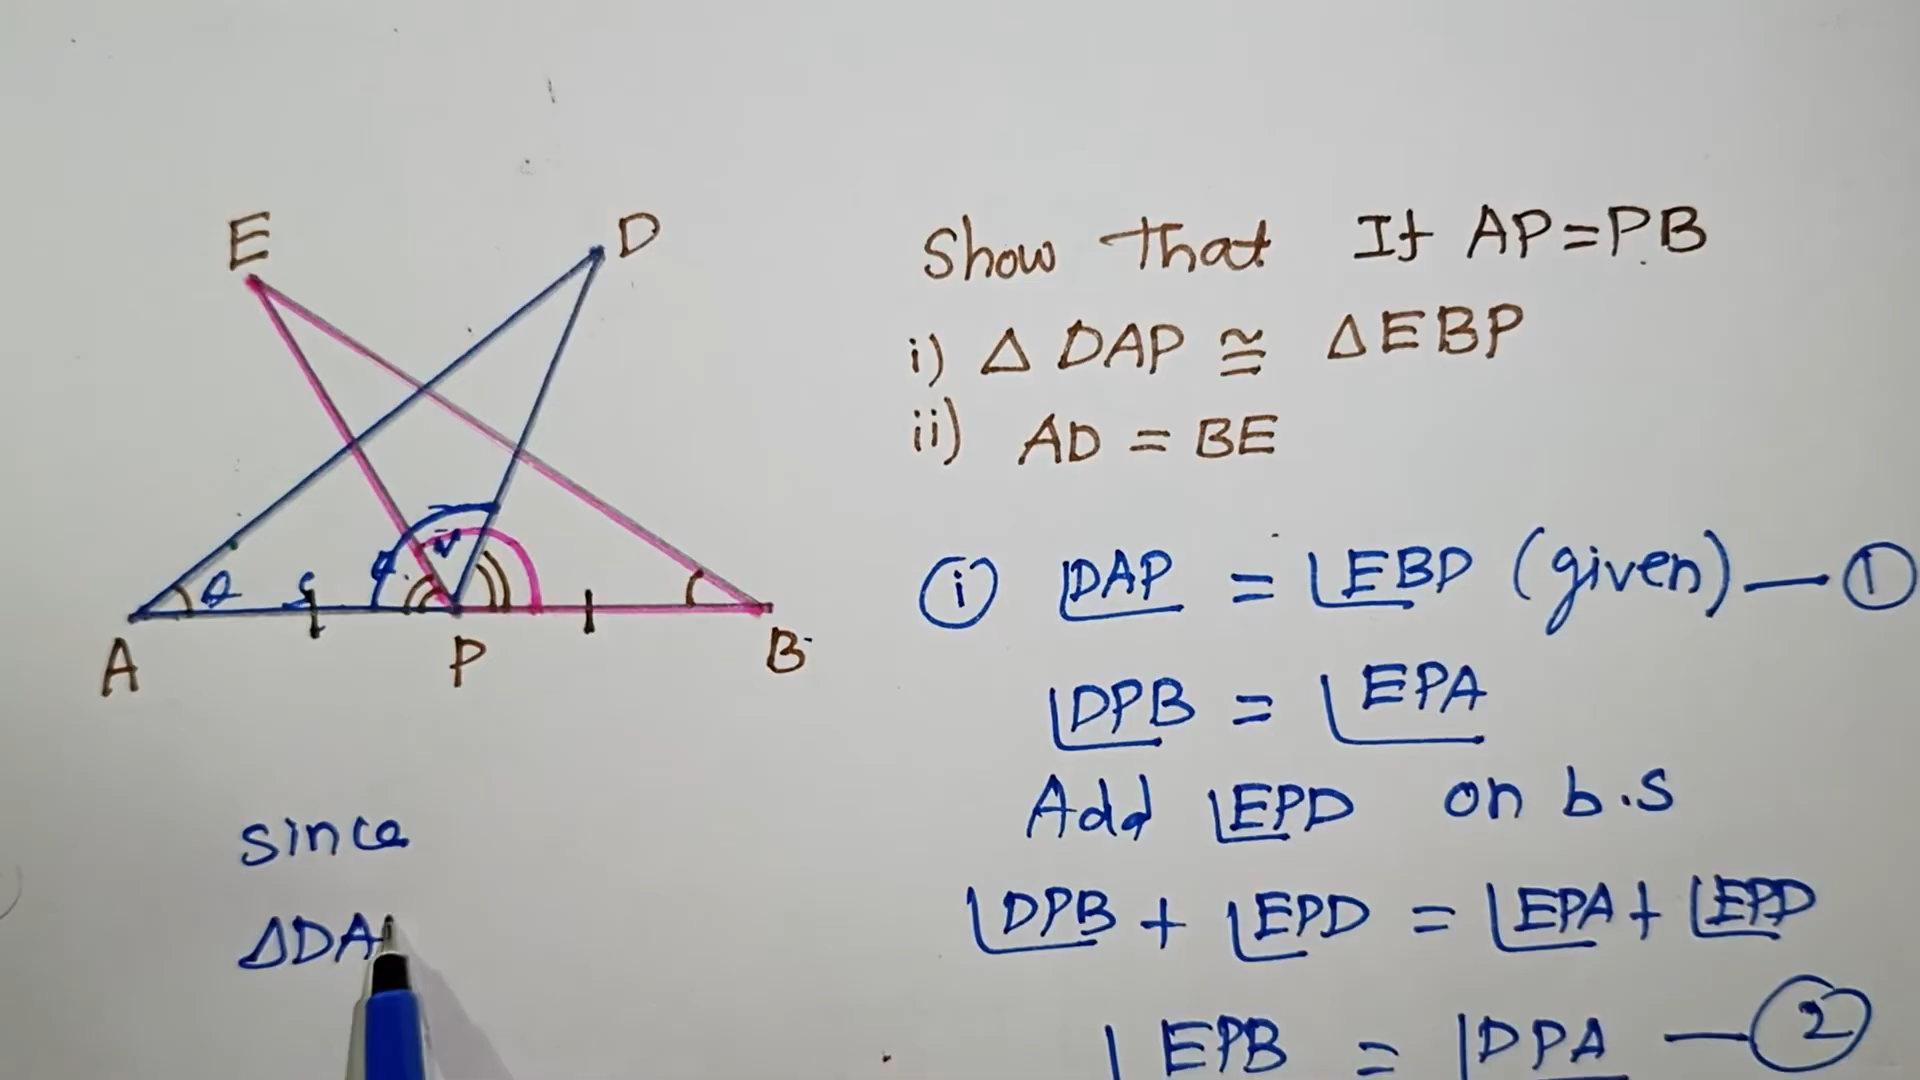 E
D
A
P
B
θ
Show that If AP=PB
i) △ DAP ≅ △EBP
ii) AD = BE
① ∠DAP = ∠EBP (given) — ①
∠DPB = ∠EPA
Add ∠EPD on b.s
∠DPB + ∠EPD = ∠EPA + ∠EPD
∠EPB = ∠DPA — ②
since
△DA